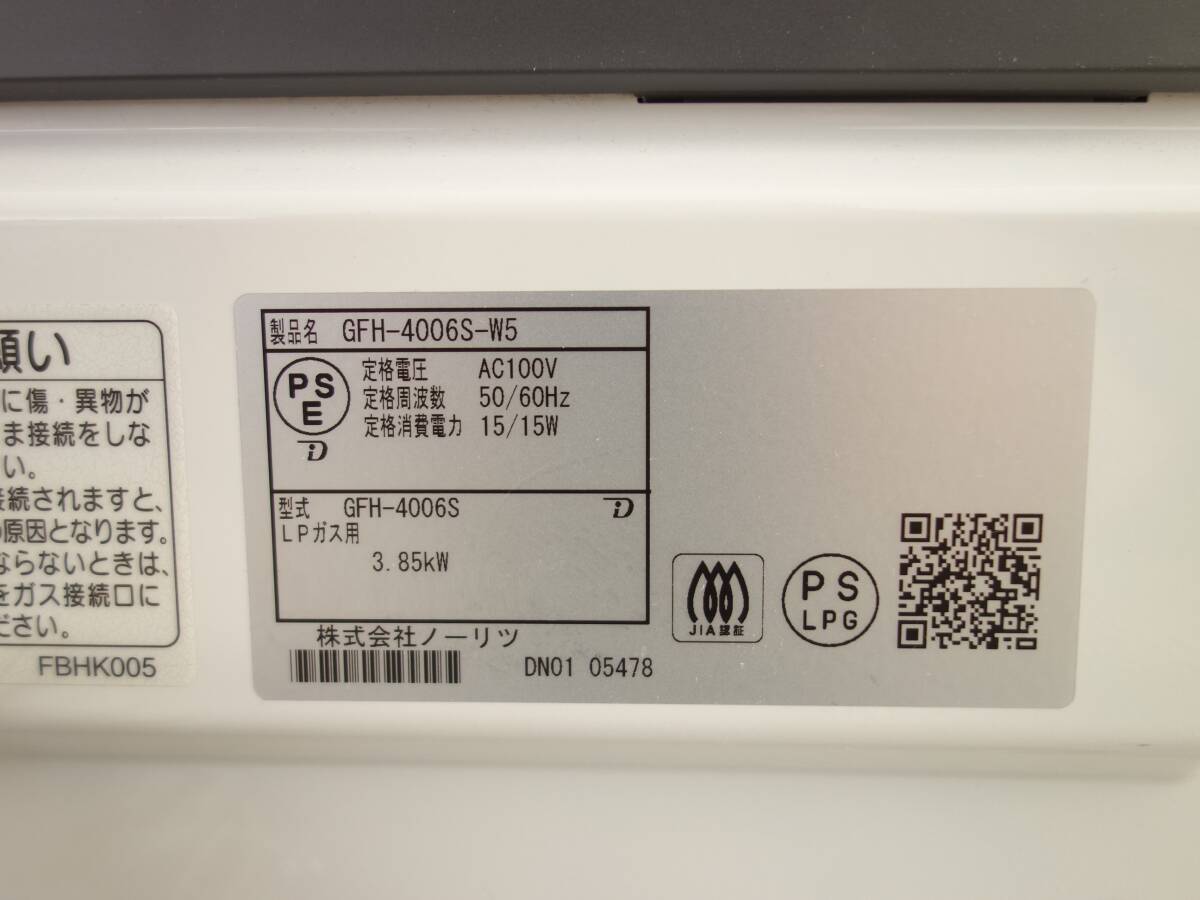 願い
に傷・異物が
ま接続をしな
い。
接続されますと、
の原因となります。
ならないときは、
をガス接続口に
ださい。
FBHK005
製品名 GFH-4006S-W5
PS
E
定格電圧 AC100V
定格周波数 50/60Hz
定格消費電力 15/15W
型式 GFH-4006S
LPガス用
3.85kW
株式会社ノーリツ
DN01 05478
JIA認証
PS
LPG